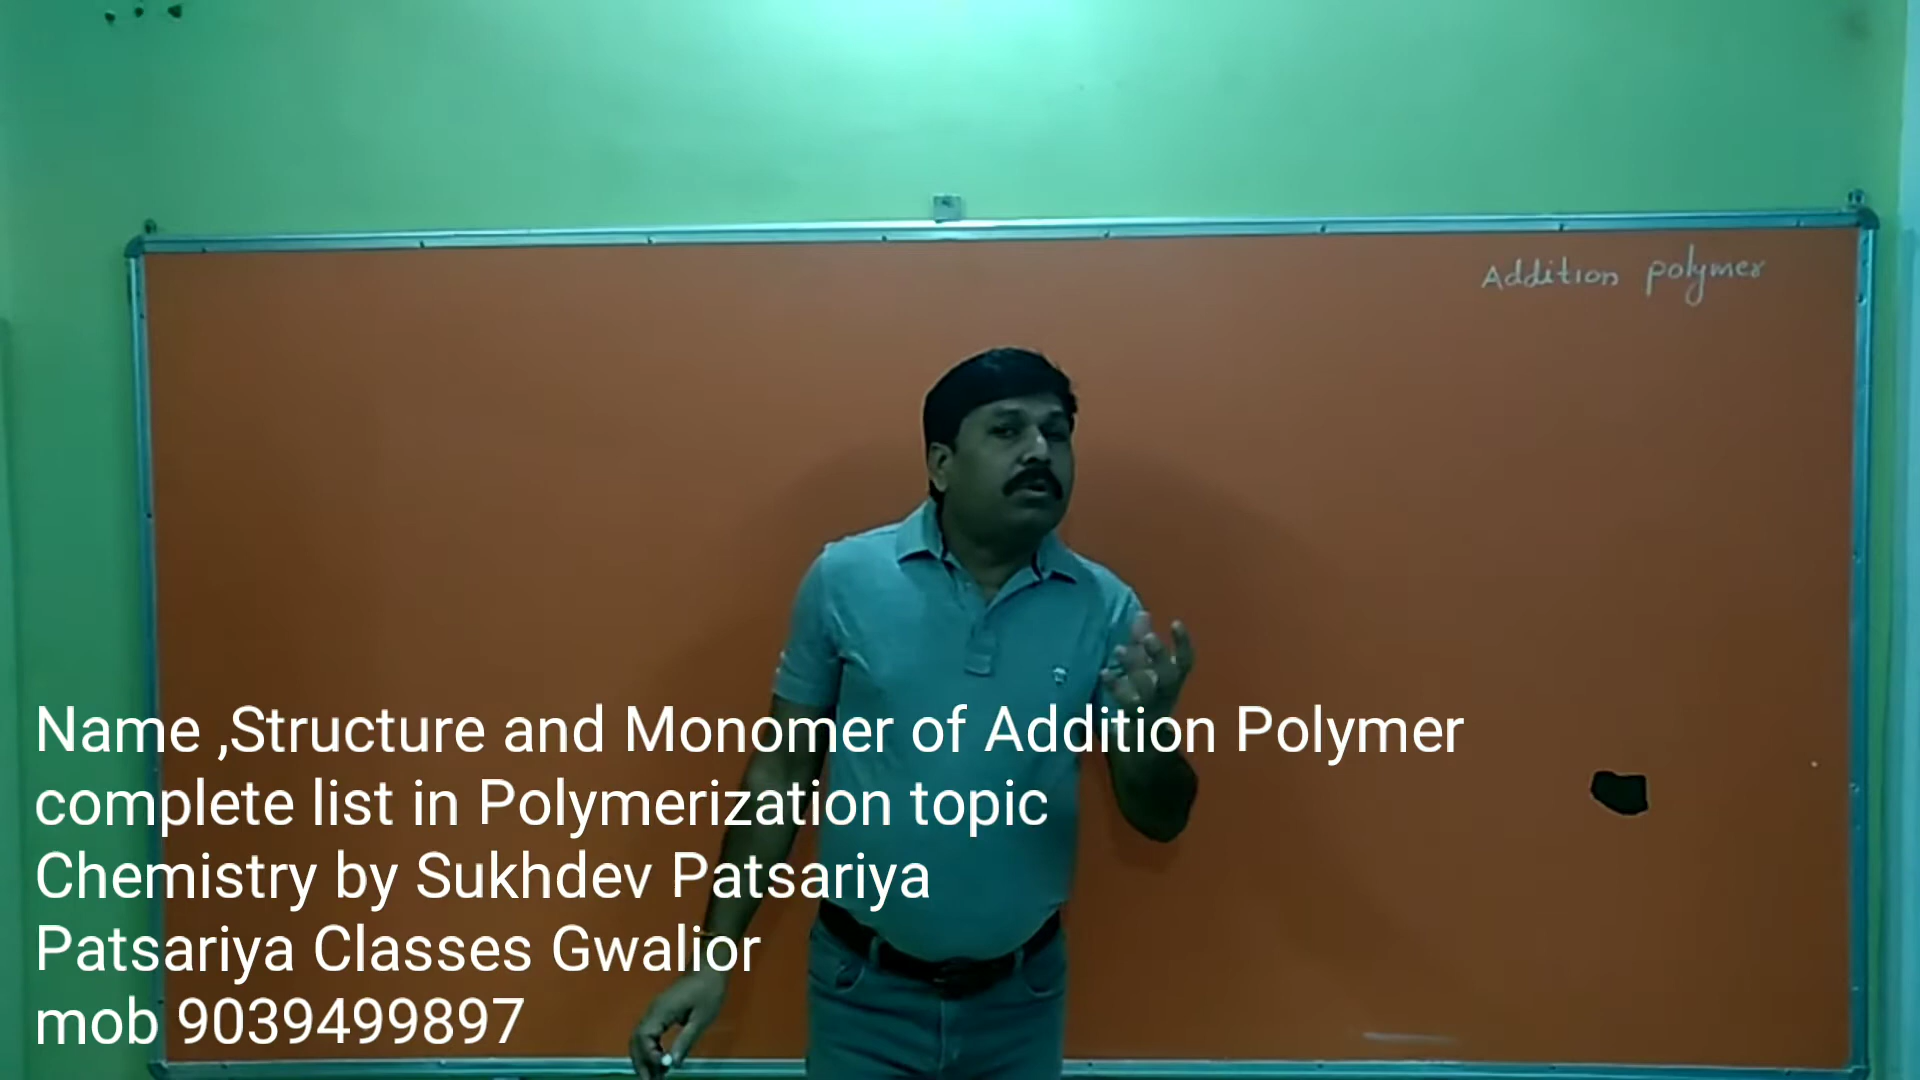 Addition polymer
Name ,Structure and Monomer of Addition Polymer
complete list in Polymerization topic
Chemistry by Sukhdev Patsariya
Patsariya Classes Gwalior
mob 9039499897